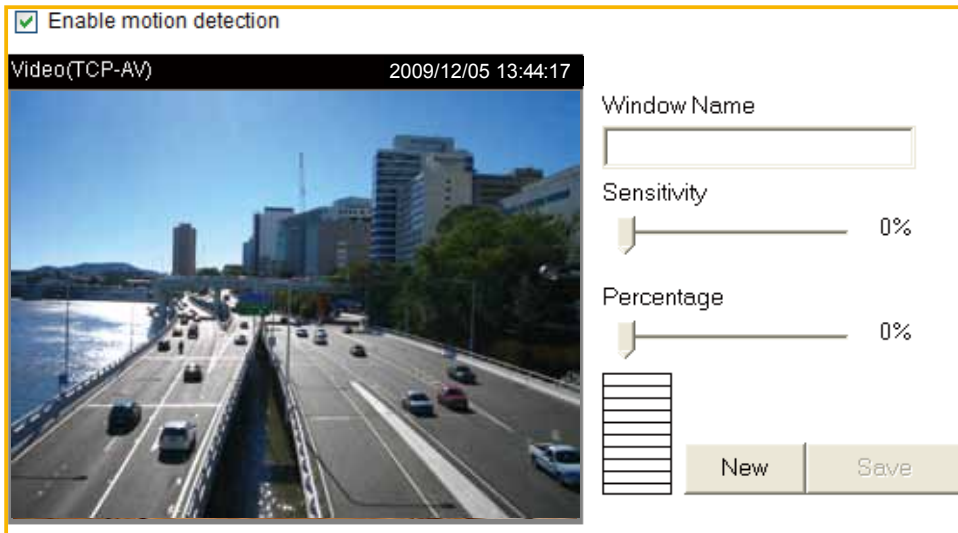 Enable motion detection
Video(TCP-AV) 2009/12/05 13:44:17
Window Name
Sensitivity
0%
Percentage
0%
New Save